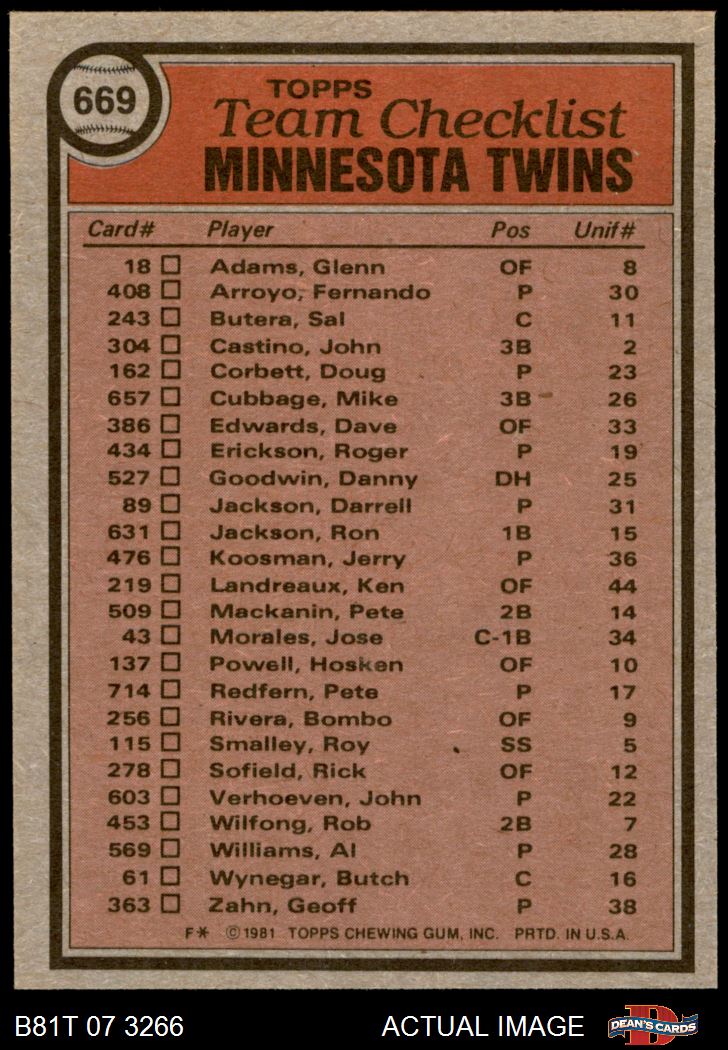 669
TOPPS
Team Checklist
MINNESOTA TWINS
Card# Player Pos Unif#
18 Adams, Glenn OF 8
408 Arroyo, Fernando P 30
243 Butera, Sal C 11
304 Castino, John 3B 2
162 Corbett, Doug P 23
657 Cubbage, Mike 3B 26
386 Edwards, Dave OF 33
434 Erickson, Roger P 19
527 Goodwin, Danny DH 25
89 Jackson, Darrell P 31
631 Jackson, Ron 1B 15
476 Koosman, Jerry P 36
219 Landreaux, Ken OF 44
509 Mackanin, Pete 2B 14
43 Morales, Jose C-1B 34
137 Powell, Hosken OF 10
714 Redfern, Pete P 17
256 Rivera, Bombo OF 9
115 Smalley, Roy SS 5
278 Sofield, Rick OF 12
603 Verhoeven, John P 22
453 Wilfong, Rob 2B 7
569 Williams, Al P 28
61 Wynegar, Butch C 16
363 Zahn, Geoff P 38
F* ©1981 TOPPS CHEWING GUM, INC. PRTD. IN U.S.A.
B81T 07 3266 ACTUAL IMAGE DEAN'S CARDS